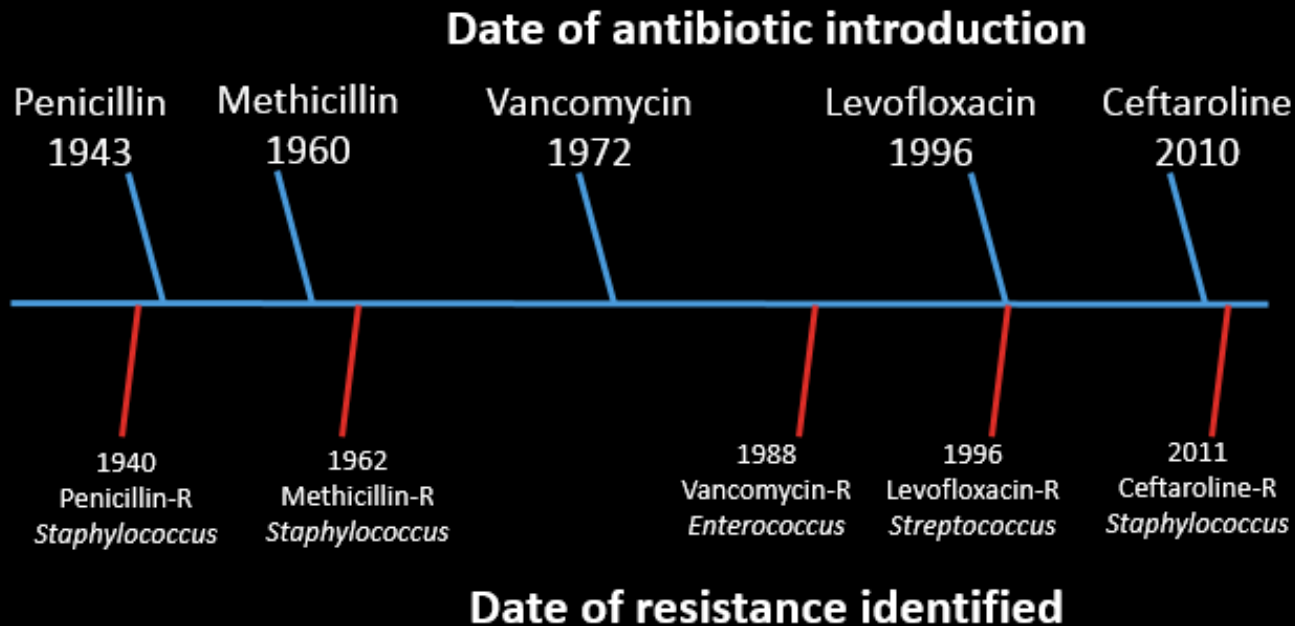 Date of antibiotic introduction
Penicillin
1943
Methicillin
1960
Vancomycin
1972
Levofloxacin
1996
Ceftaroline
2010
1940
Penicillin-R
Staphylococcus
1962
Methicillin-R
Staphylococcus
1988
Vancomycin-R
Enterococcus
1996
Levofloxacin-R
Streptococcus
2011
Ceftaroline-R
Staphylococcus
Date of resistance identified